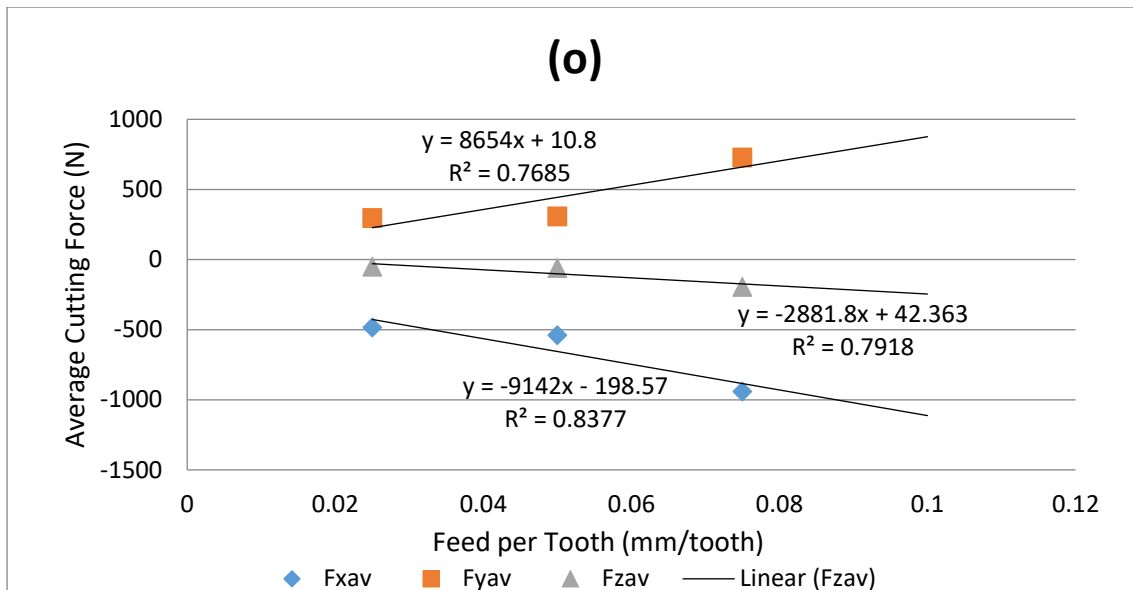 (o)
Average Cutting Force (N)
1000
500
0
-500
-1000
-1500
y = 8654x + 10.8
R² = 0.7685
y = -2881.8x + 42.363
R² = 0.7918
y = -9142x - 198.57
R² = 0.8377
0 0.02 0.04 0.06 0.08 0.1 0.12
Feed per Tooth (mm/tooth)
Fxav Fyav Fzav Linear (Fzav)